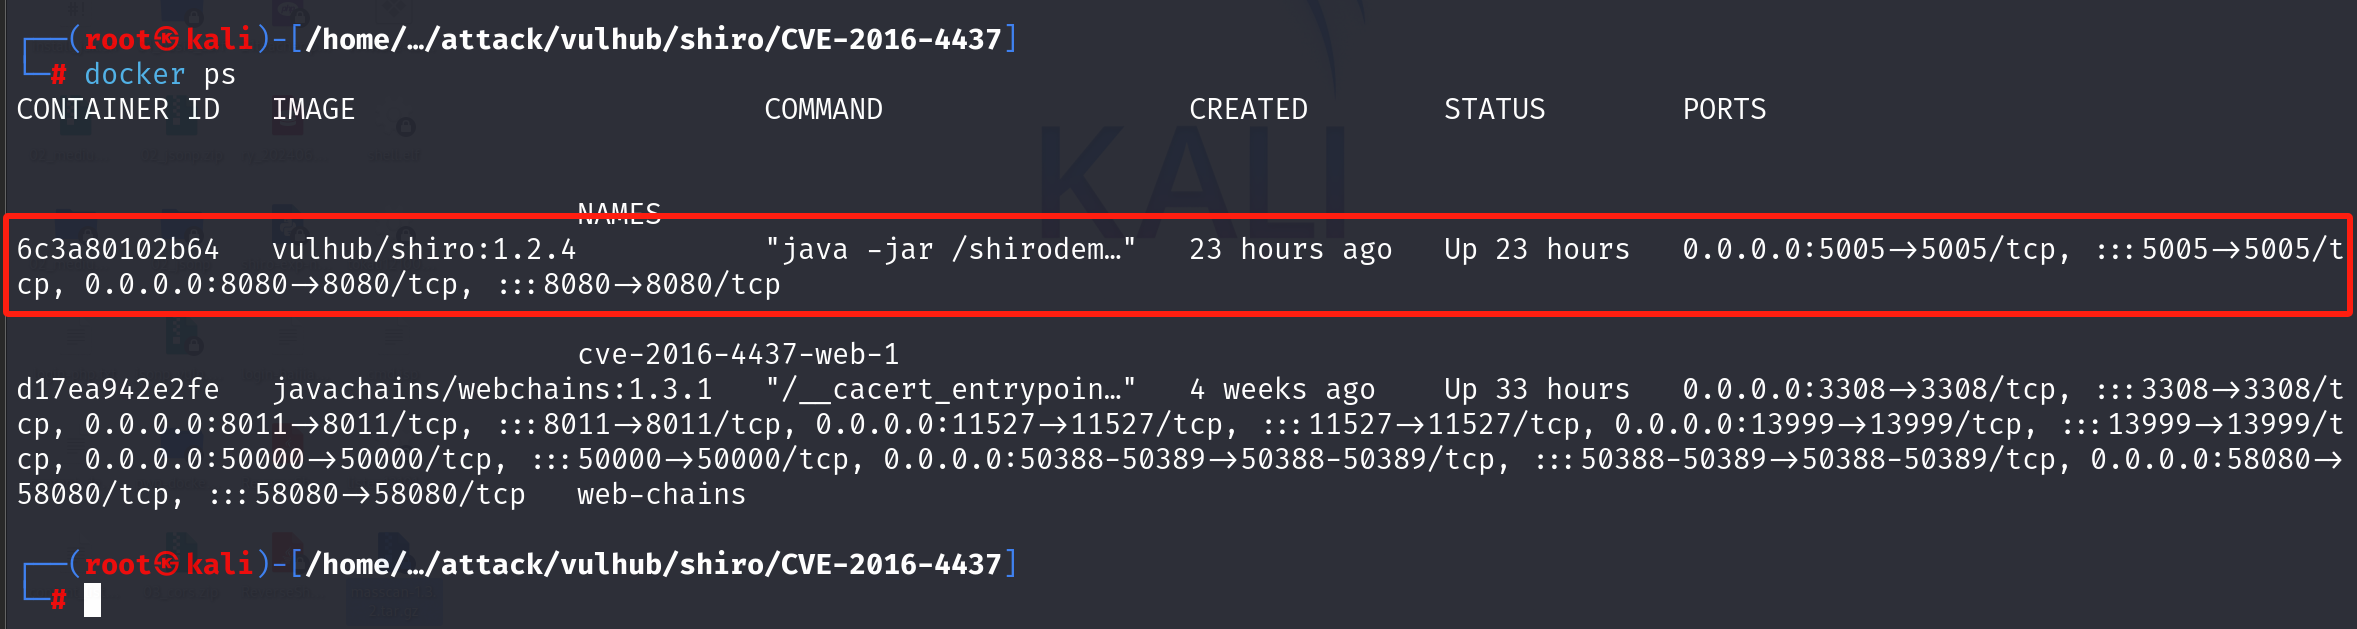 ┌──(root㉿kali)-[/home/…/attack/vulhub/shiro/CVE-2016-4437]
└─# docker ps
CONTAINER ID   IMAGE                        COMMAND                  CREATED        STATUS        PORTS
NAMES
6c3a80102b64   vulhub/shiro:1.2.4           "java -jar /shirodem…"   23 hours ago   Up 23 hours   0.0.0.0:5005->5005/tcp, :::5005->5005/t
cp, 0.0.0.0:8080->8080/tcp, :::8080->8080/tcp
cve-2016-4437-web-1
d17ea942e2fe   javachains/webchains:1.3.1   "/__cacert_entrypoin…"   4 weeks ago    Up 33 hours   0.0.0.0:3308->3308/tcp, :::3308->3308/t
cp, 0.0.0.0:8011->8011/tcp, :::8011->8011/tcp, 0.0.0.0:11527->11527/tcp, :::11527->11527/tcp, 0.0.0.0:13999->13999/tcp, :::13999->13999/t
cp, 0.0.0.0:50000->50000/tcp, :::50000->50000/tcp, 0.0.0.0:50388-50389->50388-50389/tcp, :::50388-50389->50388-50389/tcp, 0.0.0.0:58080->
58080/tcp, :::58080->58080/tcp   web-chains
┌──(root㉿kali)-[/home/…/attack/vulhub/shiro/CVE-2016-4437]
└─#
KALI